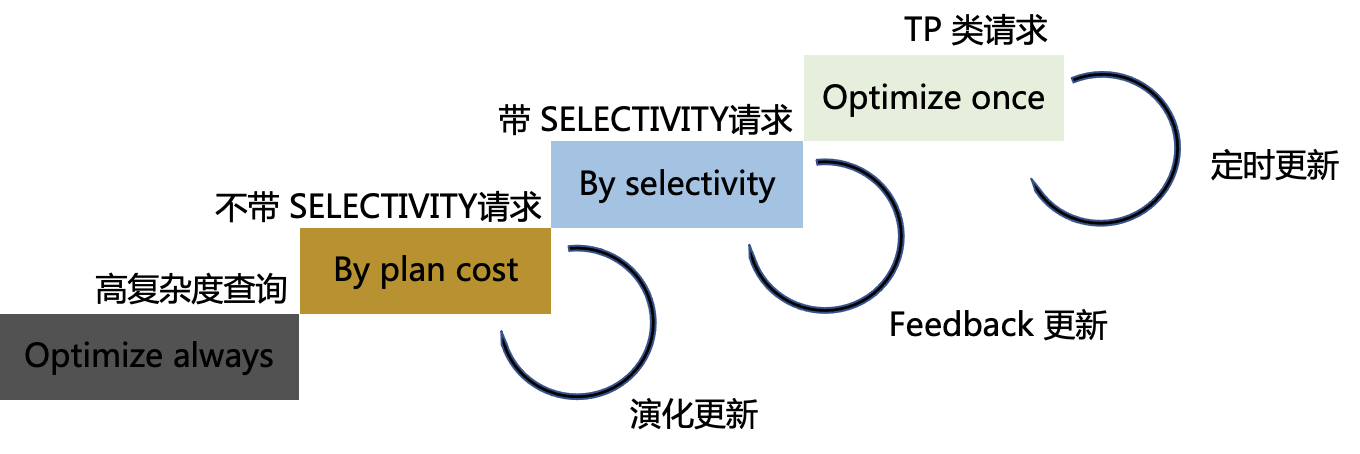 TP 类请求
Optimize once
带 SELECTIVITY请求
定时更新
By selectivity
不带 SELECTIVITY请求
By plan cost
高复杂度查询
Feedback 更新
Optimize always
演化更新